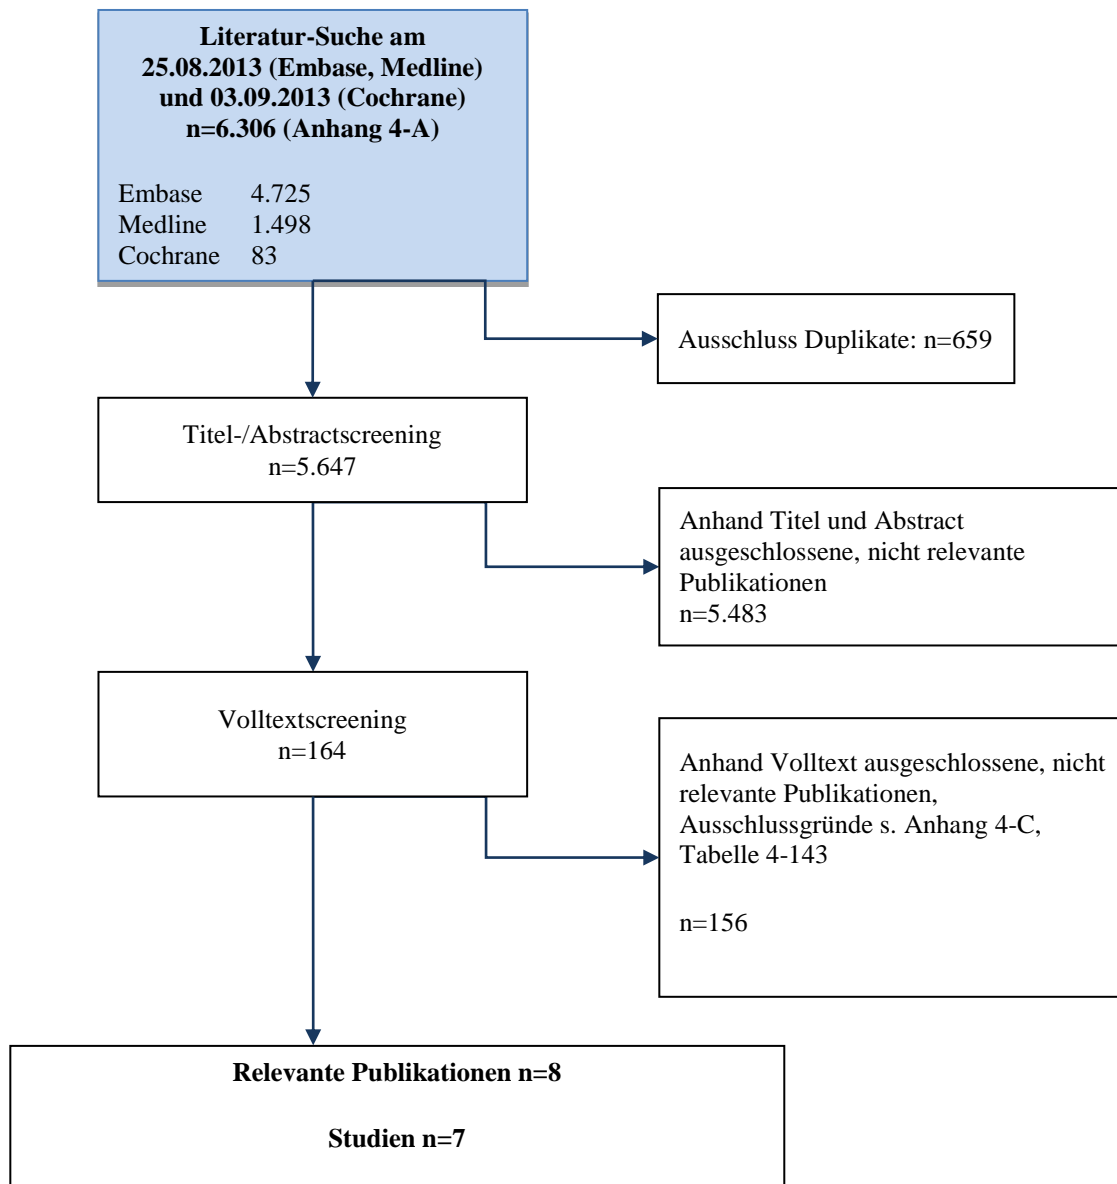 Literatur-Suche am
25.08.2013 (Embase, Medline)
und 03.09.2013 (Cochrane)
n=6.306 (Anhang 4-A)
Embase 4.725
Medline 1.498
Cochrane 83
Ausschluss Duplikate: n=659
Titel-/Abstractscreening
n=5.647
Anhand Titel und Abstract
ausgeschlossene, nicht relevante
Publikationen
n=5.483
Volltextscreening
n=164
Anhand Volltext ausgeschlossene, nicht
relevante Publikationen,
Ausschlussgründe s. Anhang 4-C,
Tabelle 4-143
n=156
Relevante Publikationen n=8
Studien n=7